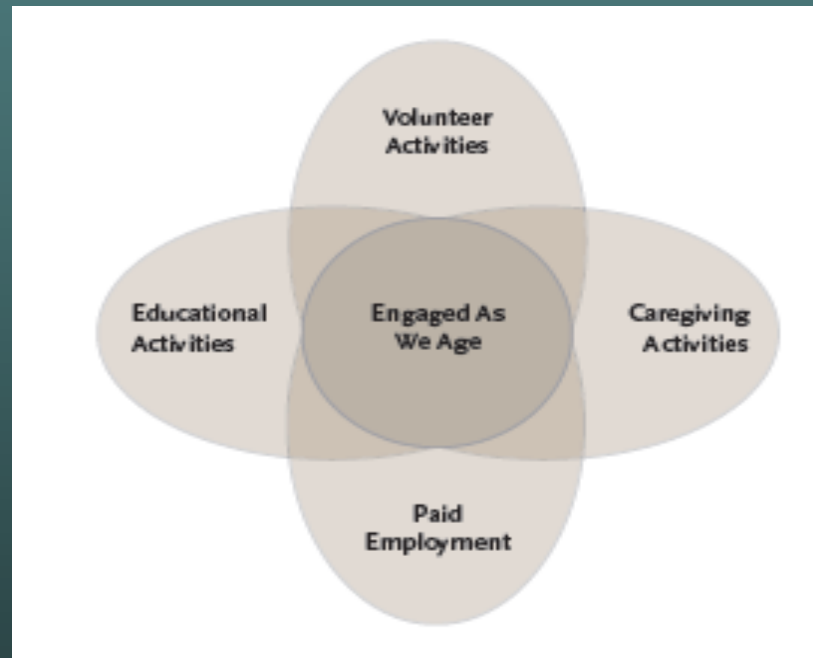 Volunteer
Activities
Educational
Activities
Engaged As
We Age
Caregiving
Activities
Paid
Employment